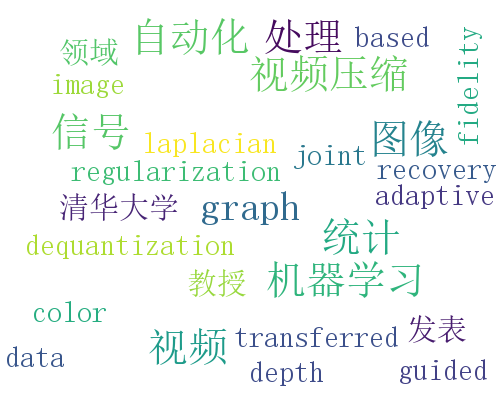 领域 自动化 处理 based
image 视频压缩 fidelity
信号 laplacian joint 图像
regularization recovery
清华大学 graph adaptive
dequantization 统计
教授 机器学习
color
data 视频 transferred 发表
depth guided